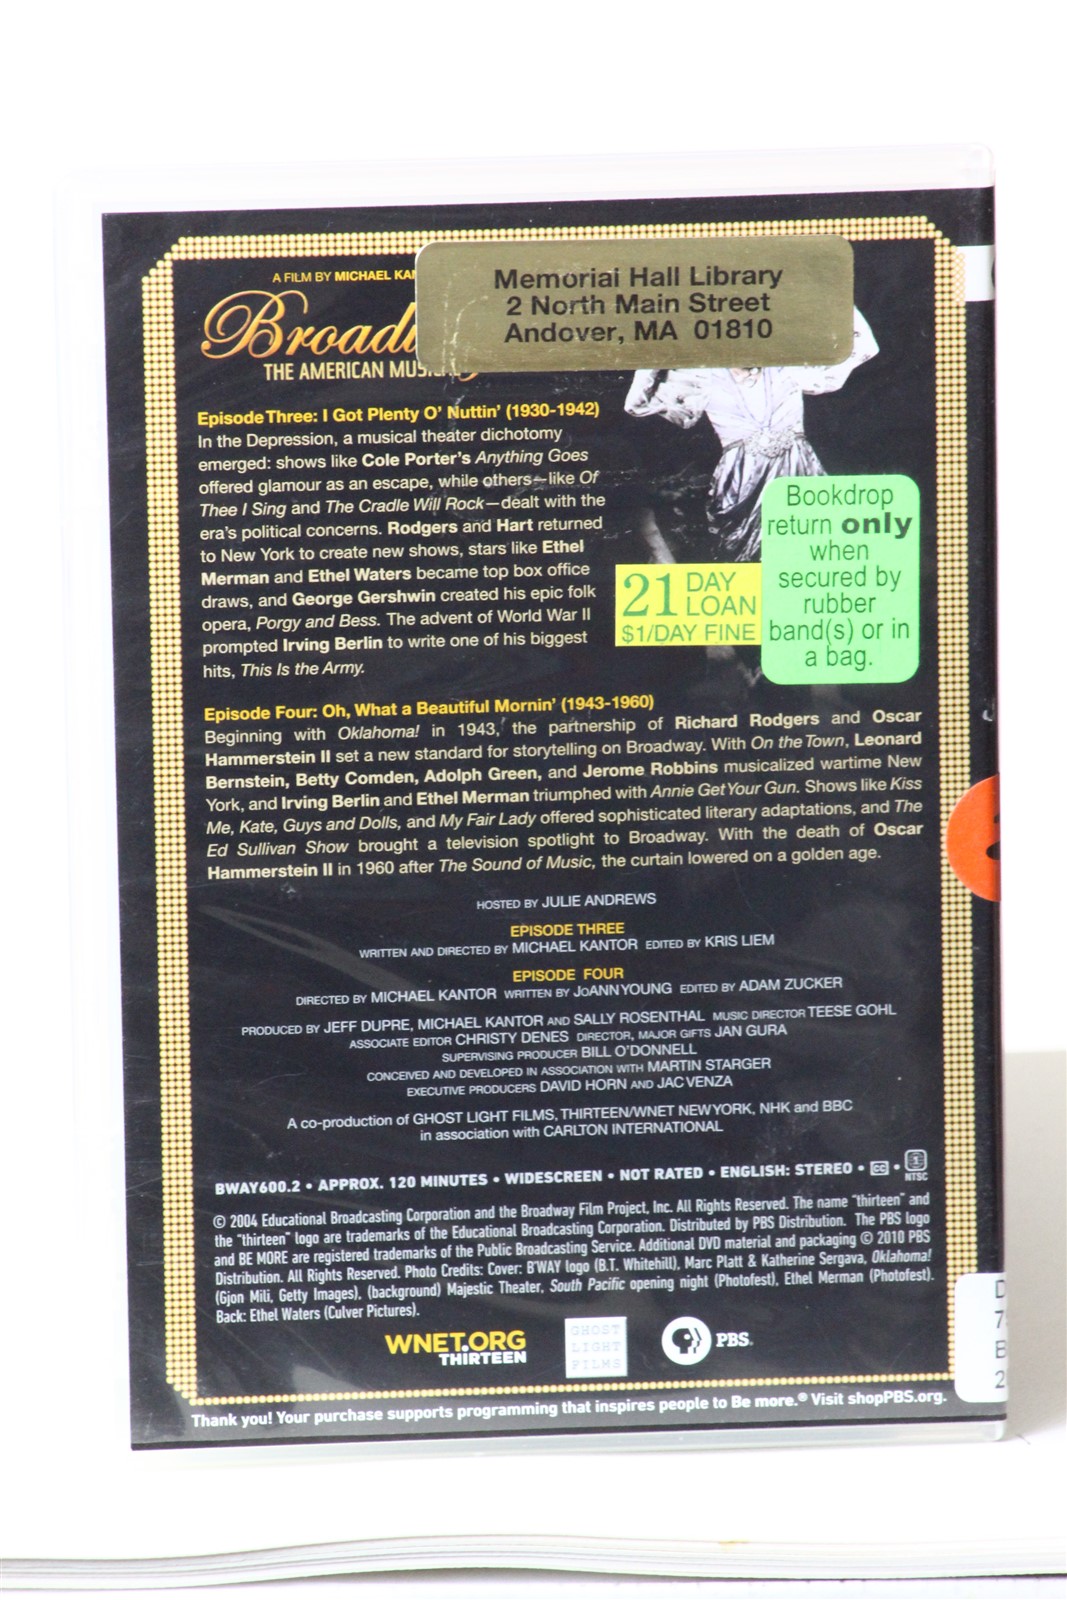 Memorial Hall Library
2 North Main Street
Andover, MA 01810
A FILM BY MICHAEL
THE AMERICAN
Episode Three: I Got Plenty O' Nuttin' (1930-1942)
In the Depression, a musical theater dichotomy
emerged: shows like Cole Porter's Anything Goes
offered glamour as an escape, while others—like Of
Thee I Sing and The Cradle Will Rock—dealt with the
era's political concerns. Rodgers and Hart returned
to New York to create new shows, stars like Ethel
Merman and Ethel Waters became top box office
draws, and George Gershwin created his epic folk
opera, Porgy and Bess. The advent of World War II
prompted Irving Berlin to write one of his biggest
hits, This Is the Army.
21 DAY
LOAN
$1/DAY FINE
Bookdrop
return only
when
secured by
rubber
band(s) or in
a bag.
Episode Four: Oh, What a Beautiful Mornin' (1943-1960)
Beginning with Oklahoma! in 1943, the partnership of Richard Rodgers and Oscar
Hammerstein II set a new standard for storytelling on Broadway. With On the Town, Leonard
Bernstein, Betty Comden, Adolph Green, and Jerome Robbins musicalized wartime New
York, and Irving Berlin and Ethel Merman triumphed with Annie Get Your Gun. Shows like Kiss
Me, Kate, Guys and Dolls, and My Fair Lady offered sophisticated literary adaptations, and The
Ed Sullivan Show brought a television spotlight to Broadway. With the death of Oscar
Hammerstein II in 1960 after The Sound of Music, the curtain lowered on a golden age.
HOSTED BY JULIE ANDREWS
EPISODE THREE
WRITTEN AND DIRECTED BY MICHAEL KANTOR EDITED BY KRIS LIEM
EPISODE FOUR
DIRECTED BY MICHAEL KANTOR WRITTEN BY JOANN YOUNG EDITED BY ADAM ZUCKER
PRODUCED BY JEFF DUPRE, MICHAEL KANTOR AND SALLY ROSENTHAL MUSIC DIRECTOR TEESE GOHL
ASSOCIATE EDITOR CHRISTY DENES DIRECTOR, MAJOR GIFTS JAN GURA
SUPERVISING PRODUCER BILL O'DONNELL
CONCEIVED AND DEVELOPED IN ASSOCIATION WITH MARTIN STARGER
EXECUTIVE PRODUCERS DAVID HORN AND JAC VENZA
A co-production of GHOST LIGHT FILMS, THIRTEEN/WNET NEW YORK, NHK and BBC
in association with CARLTON INTERNATIONAL
BWAY600.2 • APPROX. 120 MINUTES • WIDESCREEN • NOT RATED • ENGLISH: STEREO • CC • 1
NTSC
© 2004 Educational Broadcasting Corporation and the Broadway Film Project, Inc. All Rights Reserved. The name "thirteen" and
the "thirteen" logo are trademarks of the Educational Broadcasting Corporation. Distributed by PBS Distribution. The PBS logo
and BE MORE are registered trademarks of the Public Broadcasting Service. Additional DVD material and packaging © 2010 PBS
Distribution. All Rights Reserved. Photo Credits: Cover: B'WAY logo (B.T. Whitehill), Marc Platt & Katherine Sergava, Oklahoma!
(Gjon Mili, Getty Images), (background) Majestic Theater, South Pacific opening night (Photofest), Ethel Merman (Photofest).
Back: Ethel Waters (Culver Pictures).
WNET.ORG
THIRTEEN
GHOST
LIGHT
FILMS
PBS.
Thank you! Your purchase supports programming that inspires people to Be more.® Visit shopPBS.org.